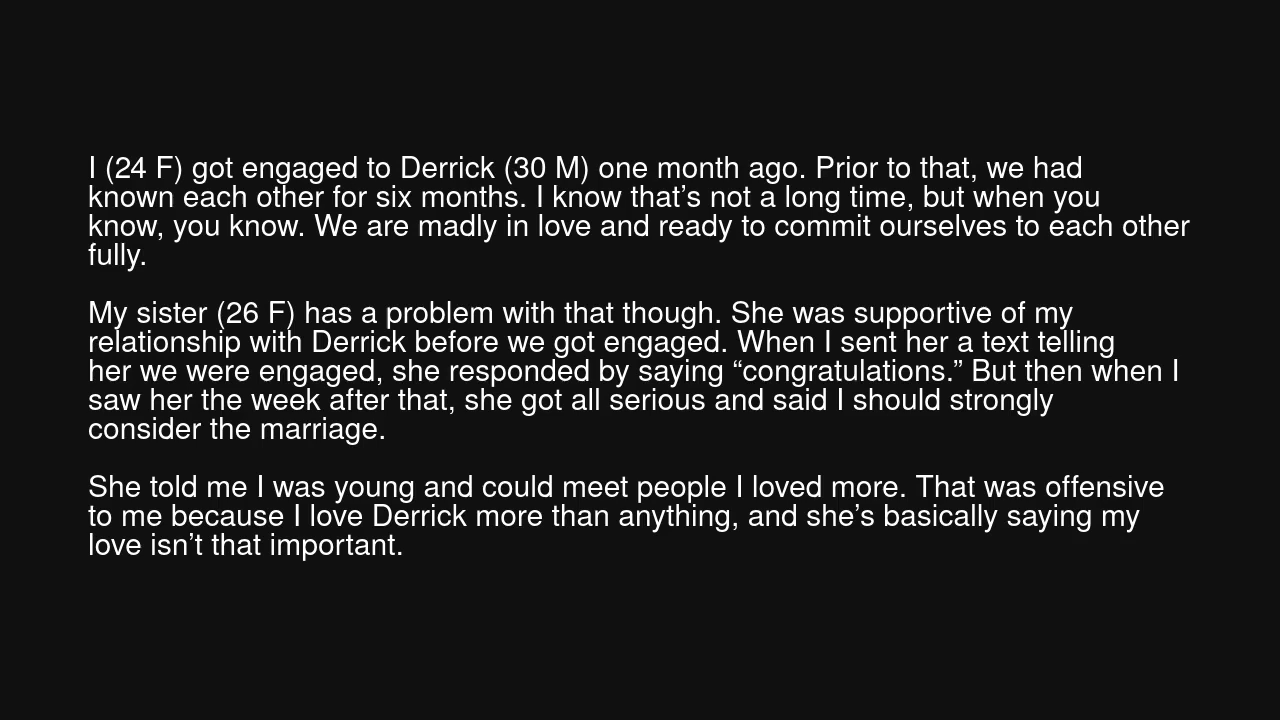 I (24 F) got engaged to Derrick (30 M) one month ago. Prior to that, we had
known each other for six months. I know that’s not a long time, but when you
know, you know. We are madly in love and ready to commit ourselves to each other
fully.
My sister (26 F) has a problem with that though. She was supportive of my
relationship with Derrick before we got engaged. When I sent her a text telling
her we were engaged, she responded by saying “congratulations.” But then when I
saw her the week after that, she got all serious and said I should strongly
consider the marriage.
She told me I was young and could meet people I loved more. That was offensive
to me because I love Derrick more than anything, and she’s basically saying my
love isn’t that important.